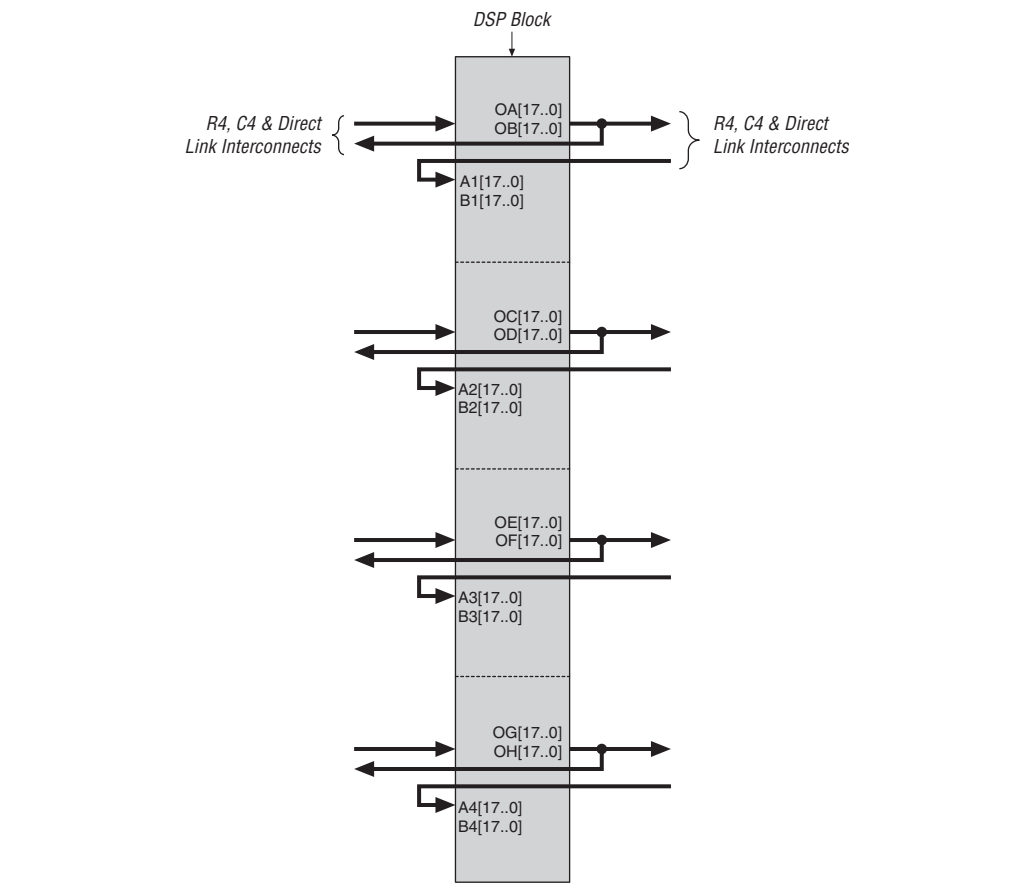 DSP Block
R4, C4 & Direct
Link Interconnects
OA[17..0]
OB[17..0]
R4, C4 & Direct
Link Interconnects
A1[17..0]
B1[17..0]
OC[17..0]
OD[17..0]
A2[17..0]
B2[17..0]
OE[17..0]
OF[17..0]
A3[17..0]
B3[17..0]
OG[17..0]
OH[17..0]
A4[17..0]
B4[17..0]